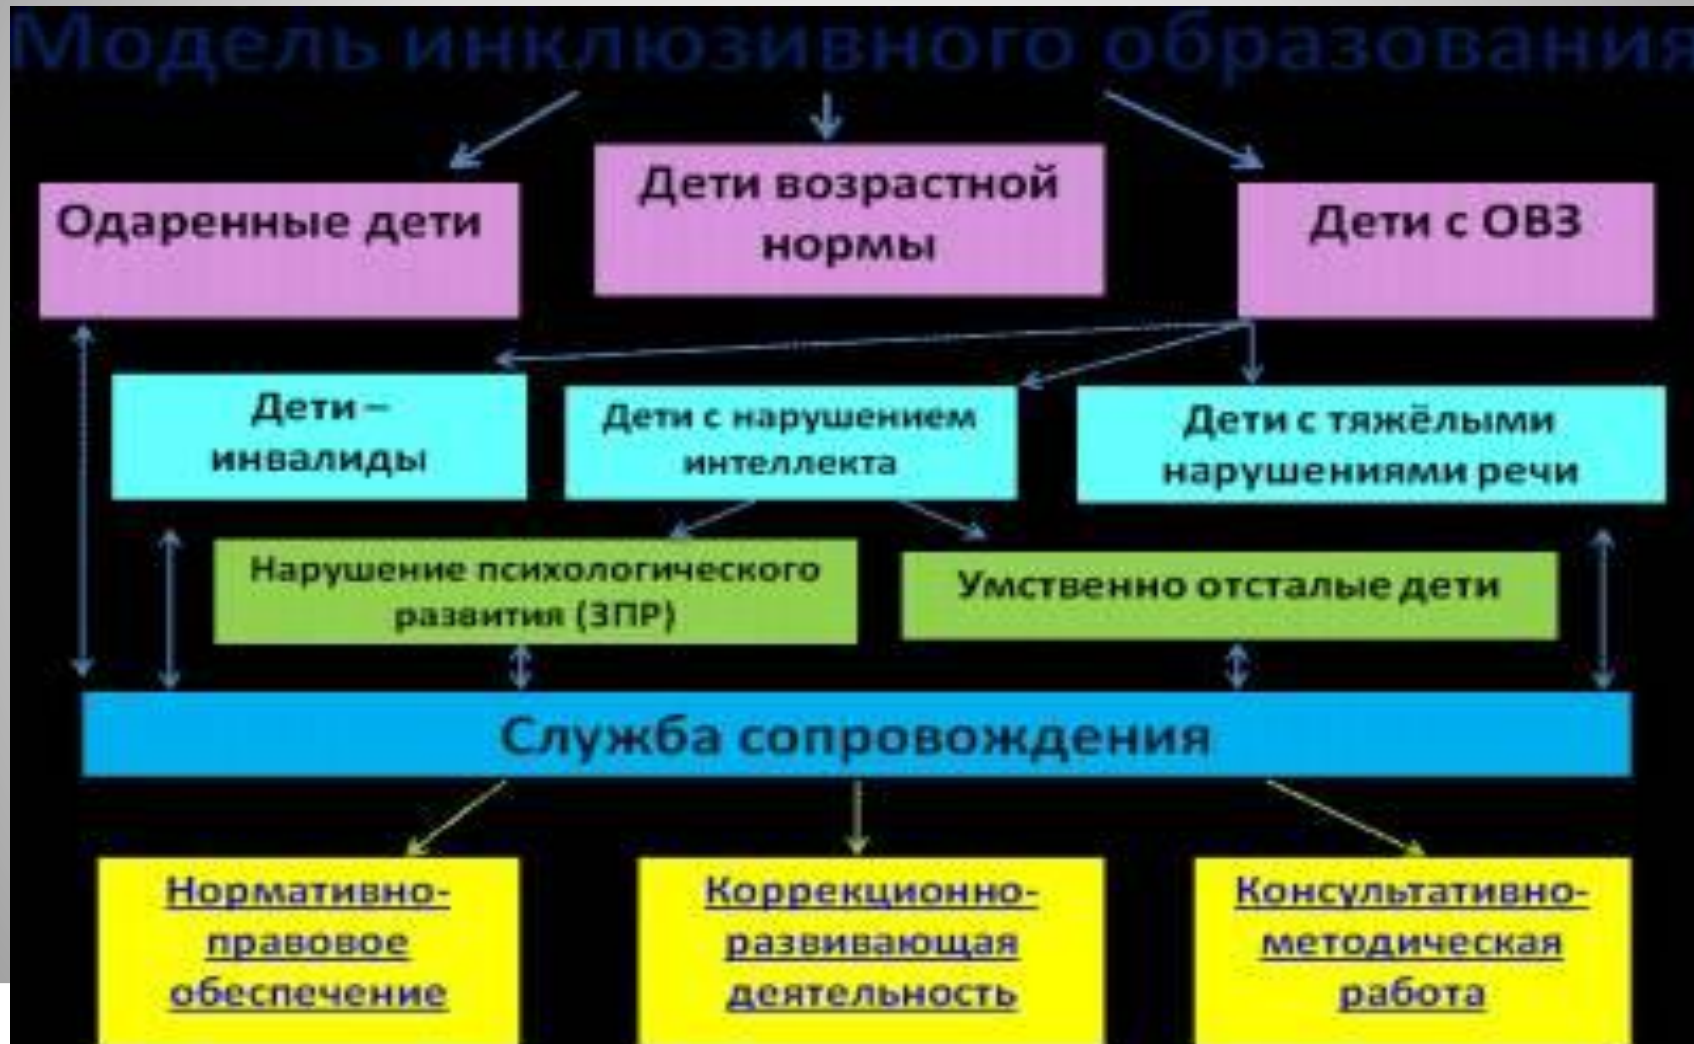 Модель инклюзивного образования
Одаренные дети
Дети возрастной
нормы
Дети с ОВЗ
Дети –
инвалиды
Дети с нарушением
интеллекта
Дети с тяжёлыми
нарушениями речи
Нарушение психологического
развития (ЗПР)
Умственно отсталые дети
Служба сопровождения
Нормативно-
правовое
обеспечение
Коррекционно-
развивающая
деятельность
Консультативно-
методическая
работа